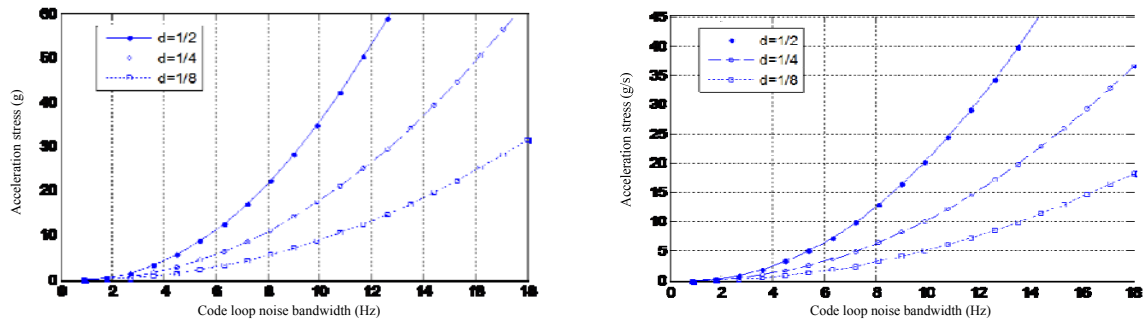 60
50
40
30
20
10
0
d=1/2
d=1/4
d=1/8
Acceleration stress (g)
0 2 4 6 8 10 12 14 16 18
Code loop noise bandwidth (Hz)
45
40
35
30
25
20
15
10
5
0
d=1/2
d=1/4
d=1/8
Acceleration stress (g/s)
0 2 4 6 8 10 12 14 16 18
Code loop noise bandwidth (Hz)